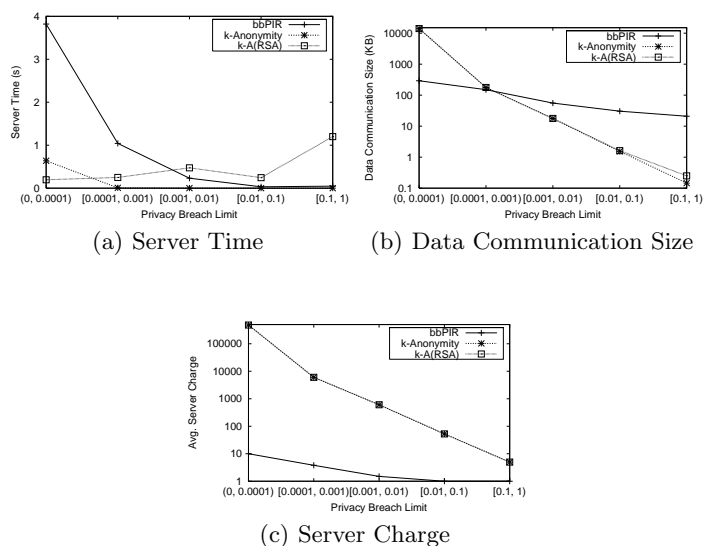 4
3
2
1
0
Server Time (s)
bbPIR
k-Anonymity
k-A(RSA)
(0, 0.0001) [0.0001, 0.001) [0.001, 0.01) [0.01, 0.1) [0.1, 1)
Privacy Breach Limit
(a) Server Time
10000
1000
100
10
1
0.1
Data Communication Size (KB)
bbPIR
k-Anonymity
k-A(RSA)
(0, 0.0001) [0.0001, 0.001) [0.001, 0.01) [0.01, 0.1) [0.1, 1)
Privacy Breach Limit
(b) Data Communication Size
100000
10000
1000
100
10
1
Avg. Server Charge
bbPIR
k-Anonymity
k-A(RSA)
(0, 0.0001) [0.0001, 0.001) [0.001, 0.01) [0.01, 0.1) [0.1, 1)
Privacy Breach Limit
(c) Server Charge